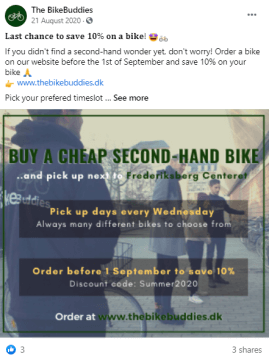 The BikeBuddies
21 August 2020 ·
Last chance to save 10% on a bike! 🤩🚲
If you didn't find a second-hand wonder yet, don't worry! Order a bike
on our website before the 1st of September and save 10% on your
bike 🙏
👉 www.thebikebuddies.dk
Pick your prefered timeslot ... See more
BUY A CHEAP SECOND-HAND BIKE
..and pick up next to Frederiksberg Centeret
Pick up days every Wednesday
Always many different bikes to choose from
Order before 1 September to save 10%
Discount code: Summer2020
Order at www.thebikebuddies.dk
3
3 shares